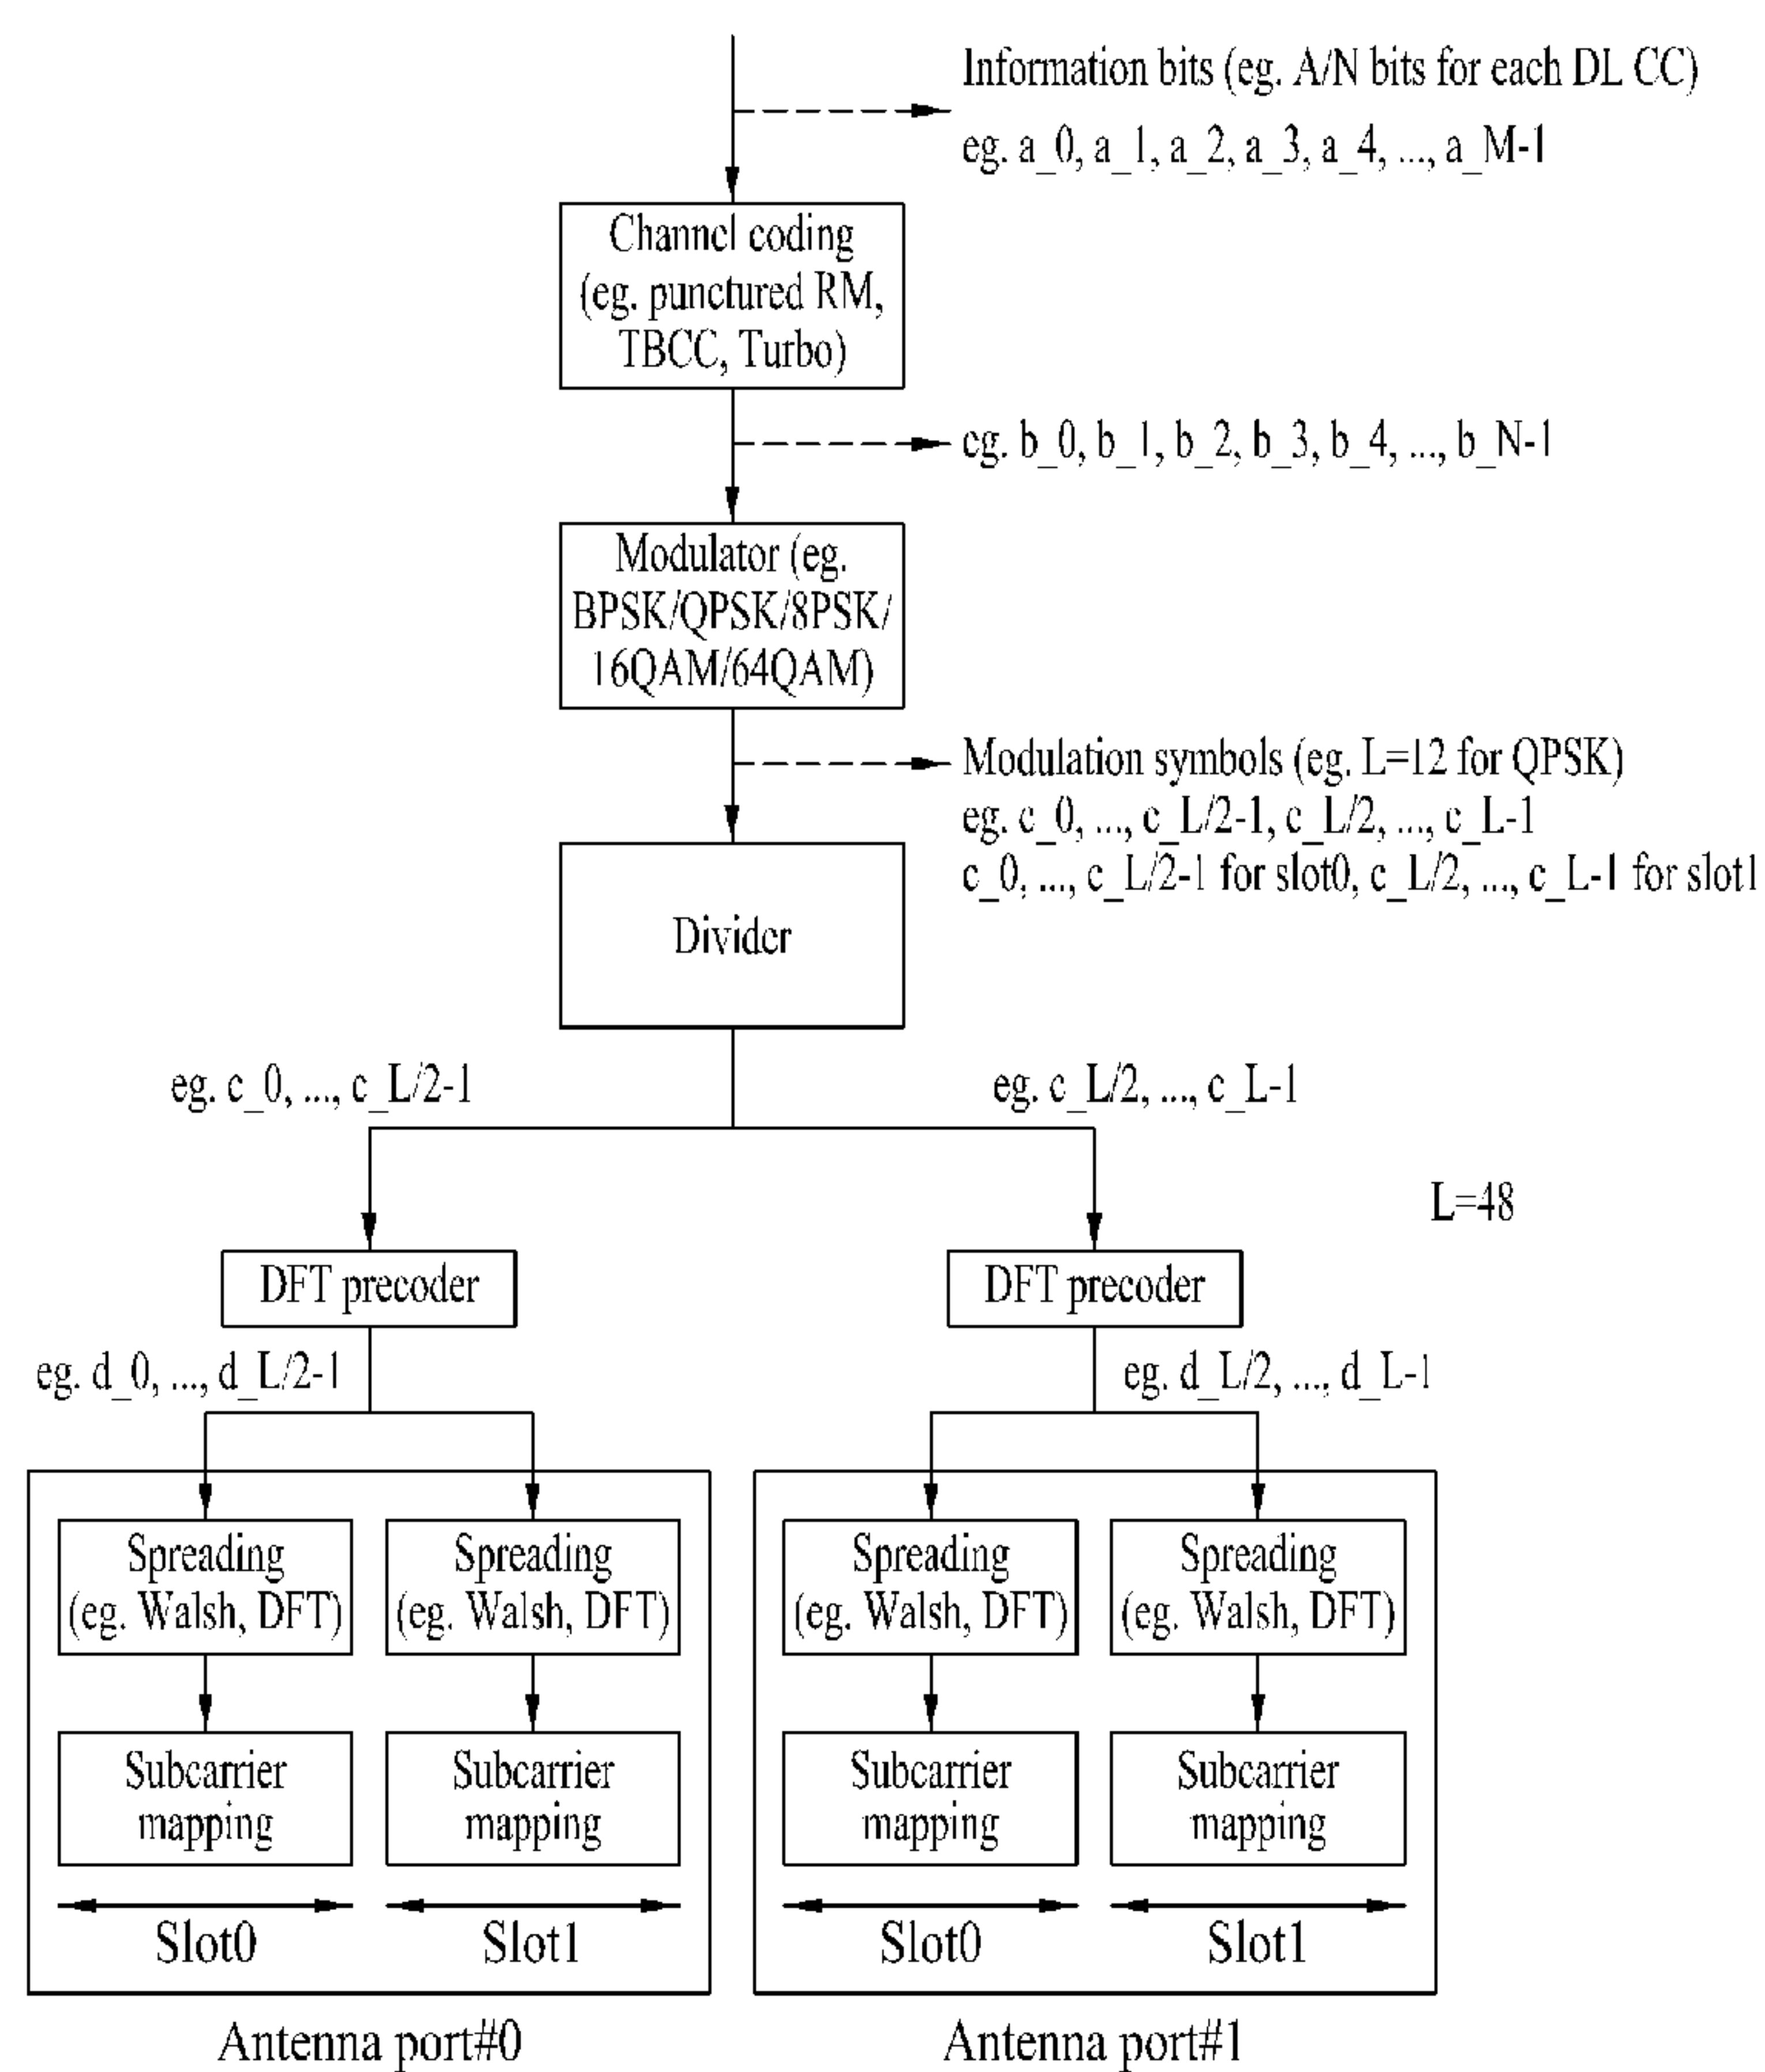 Information bits (eg. A/N bits for each DL CC)
eg. a_0, a_1, a_2, a_3, a_4, ..., a_M-1
Channel coding
(eg. punctured RM,
TBCC, Turbo)
eg. b_0, b_1, b_2, b_3, b_4, ..., b_N-1
Modulator (eg.
BPSK/QPSK/8PSK/
16QAM/64QAM)
Modulation symbols (eg. L=12 for QPSK)
eg. c_0, ..., c_L/2-1, c_L/2, ..., c_L-1
c_0, ..., c_L/2-1 for slot0, c_L/2, ..., c_L-1 for slot1
Divider
eg. c_0, ..., c_L/2-1
eg. c_L/2, ..., c_L-1
L=48
DFT precoder
DFT precoder
eg. d_0, ..., d_L/2-1
eg. d_L/2, ..., d_L-1
Spreading
(eg. Walsh, DFT)
Spreading
(eg. Walsh, DFT)
Spreading
(eg. Walsh, DFT)
Spreading
(eg. Walsh, DFT)
Subcarrier
mapping
Subcarrier
mapping
Subcarrier
mapping
Subcarrier
mapping
Slot0
Slot1
Slot0
Slot1
Antenna port#0
Antenna port#1